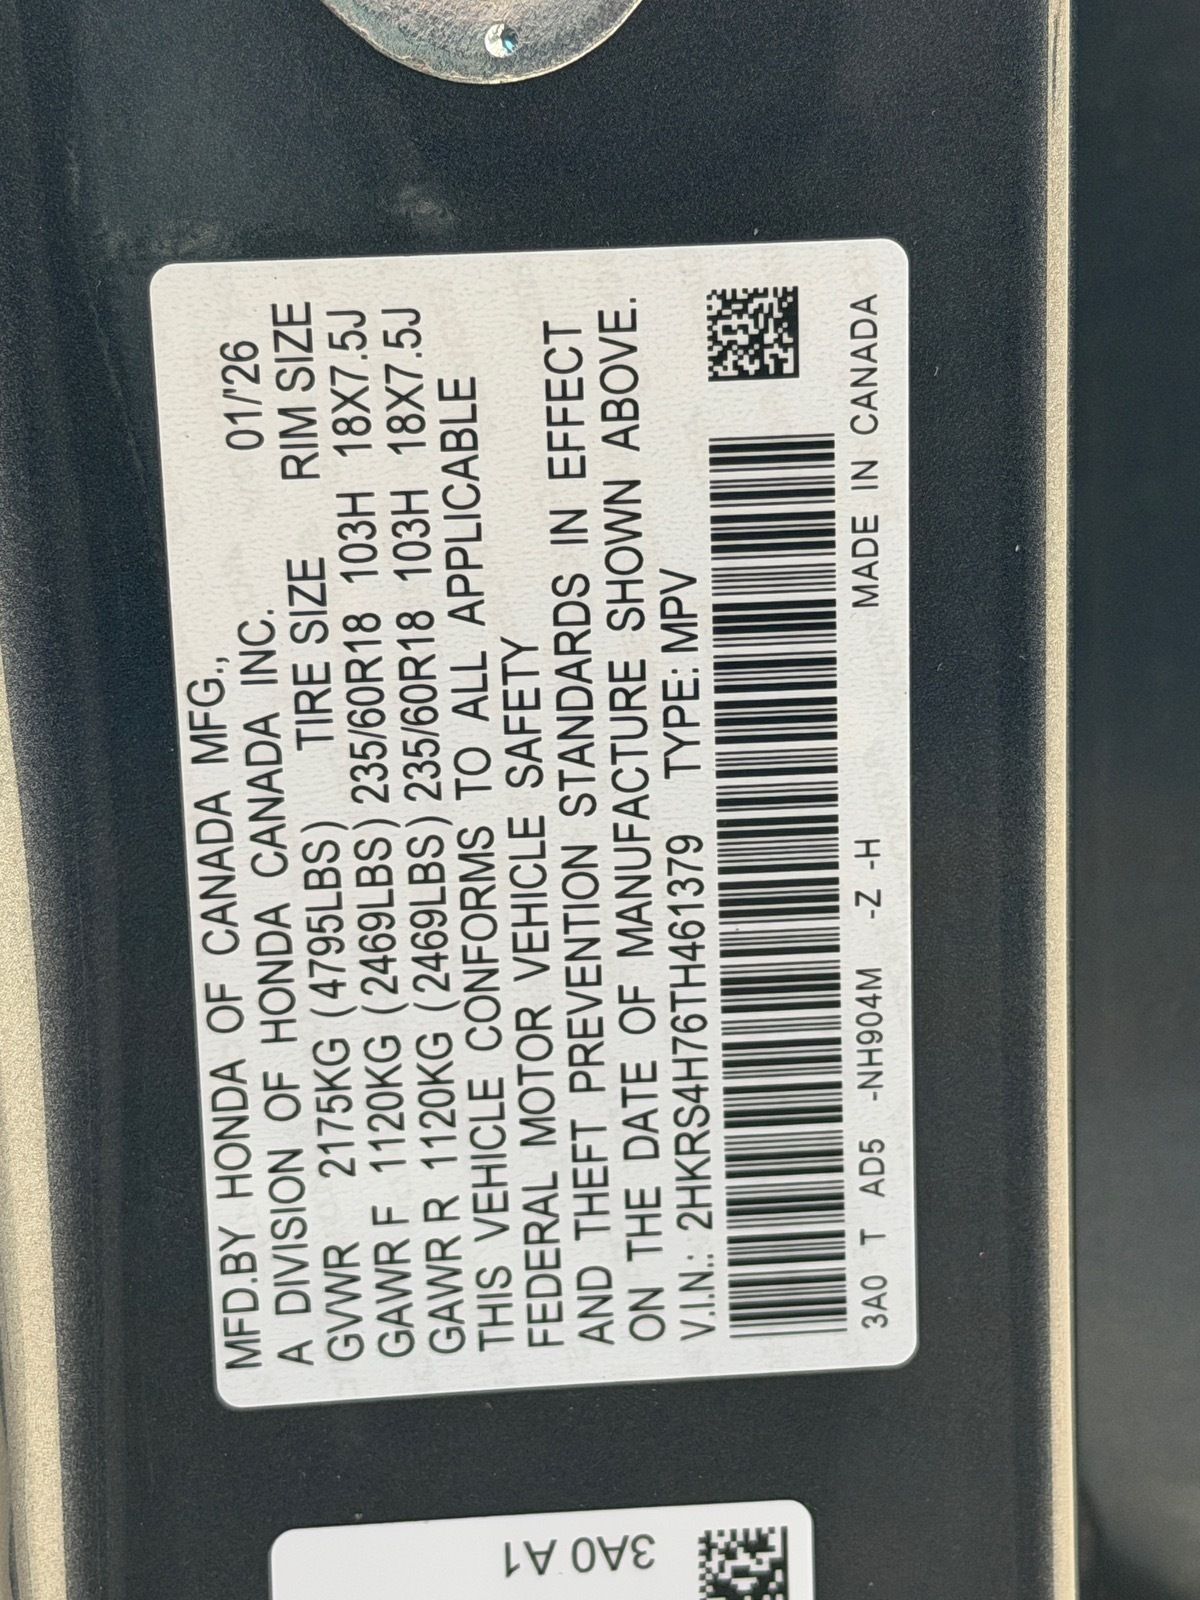 MFD.BY HONDA OF CANADA MFG., 01/'26
A DIVISION OF HONDA CANADA INC.
TIRE SIZE RIM SIZE
GVWR 2175KG (4795LBS)
GAWR F 1120KG (2469LBS) 235/60R18 103H 18X7.5J
GAWR R 1120KG (2469LBS) 235/60R18 103H 18X7.5J
THIS VEHICLE CONFORMS TO ALL APPLICABLE
FEDERAL MOTOR VEHICLE SAFETY
AND THEFT PREVENTION STANDARDS IN EFFECT
ON THE DATE OF MANUFACTURE SHOWN ABOVE.
V.I.N.: 2HKRS4H76TH461379 TYPE: MPV
3A0 T AD5 -NH904M -Z -H MADE IN CANADA
3A0 A1